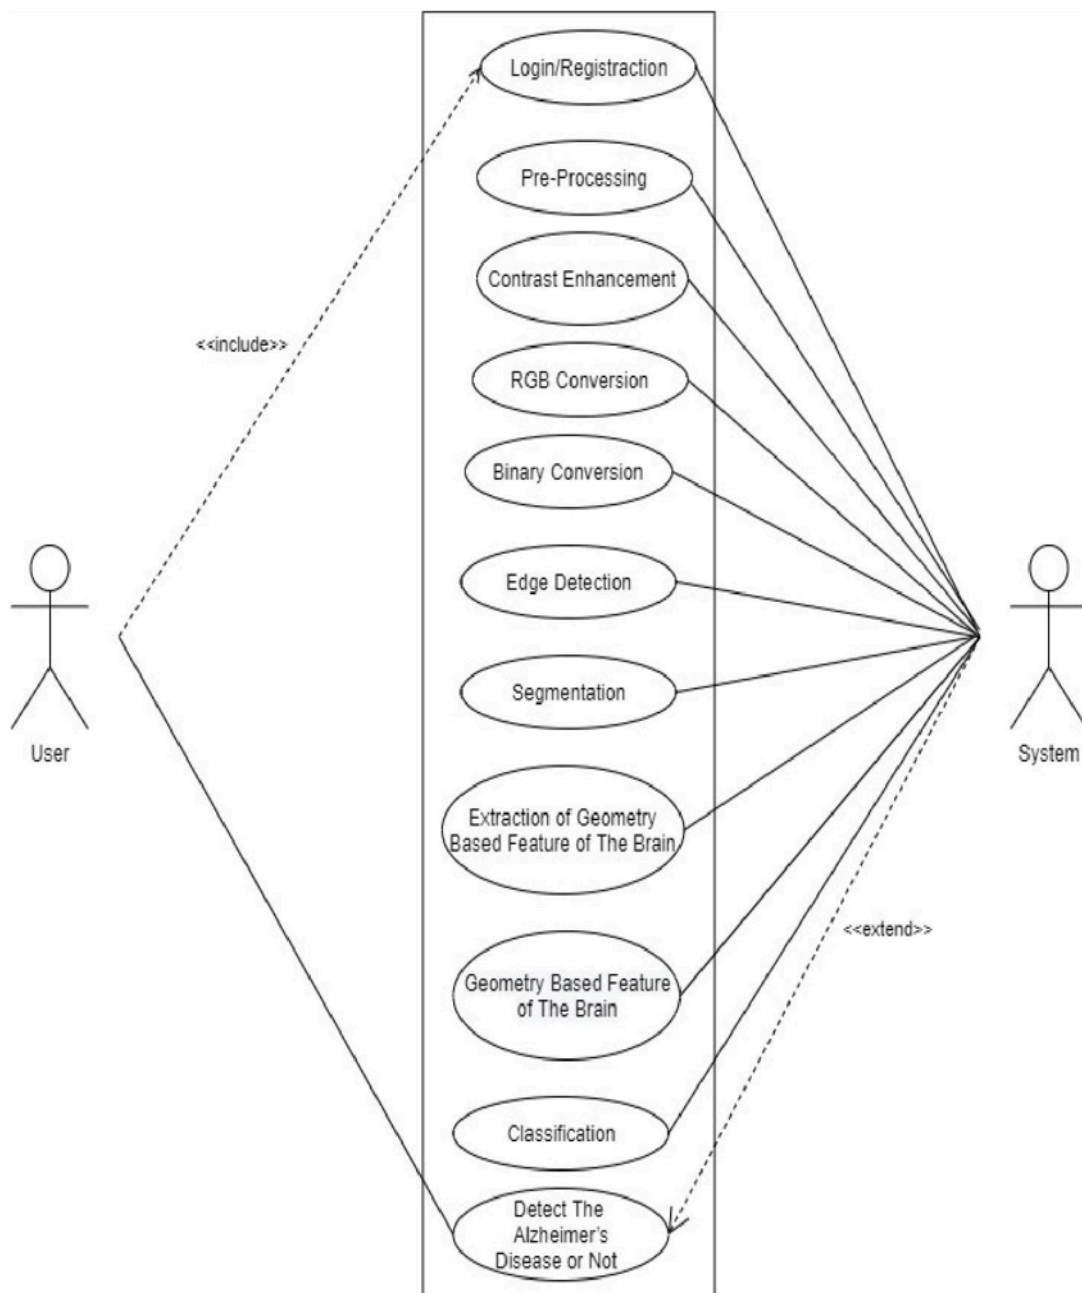 Login/Registraction
Pre-Processing
Contrast Enhancement
<<include>>
RGB Conversion
Binary Conversion
Edge Detection
Segmentation
User
System
Extraction of Geometry
Based Feature of The Brain
<<extend>>
Geometry Based Feature
of The Brain
Classification
Detect The
Alzheimer's
Disease or Not